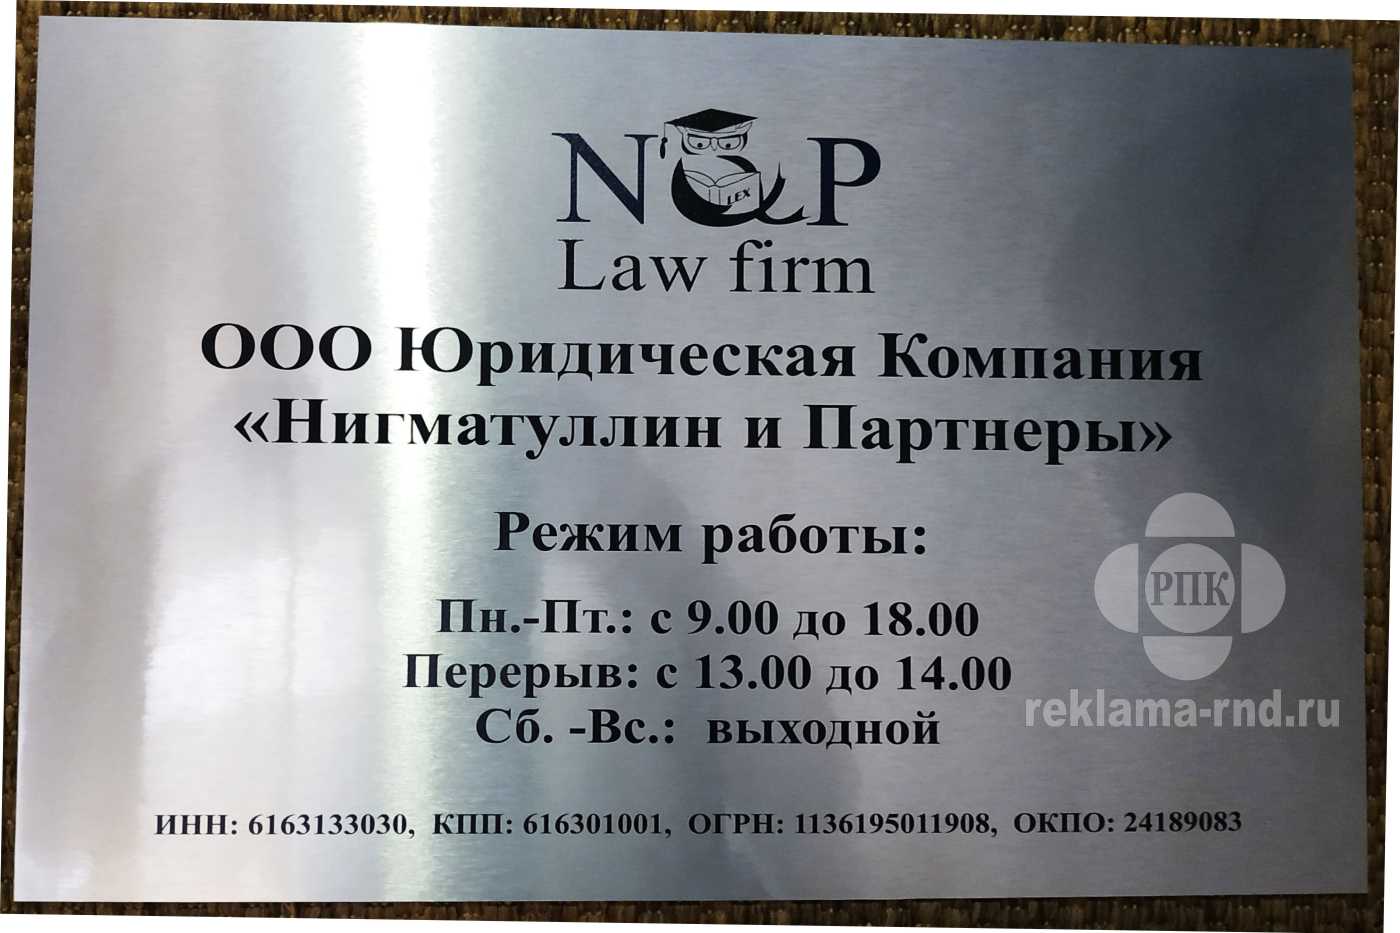 N&P
LEX
Law firm
ООО Юридическая Компания
«Нигматуллин и Партнеры»
Режим работы:
Пн.-Пт.: с 9.00 до 18.00
Перерыв: с 13.00 до 14.00
Сб. -Вс.: выходной
РПК
reklama-rnd.ru
ИНН: 6163133030, КПП: 616301001, ОГРН: 1136195011908, ОКПО: 24189083